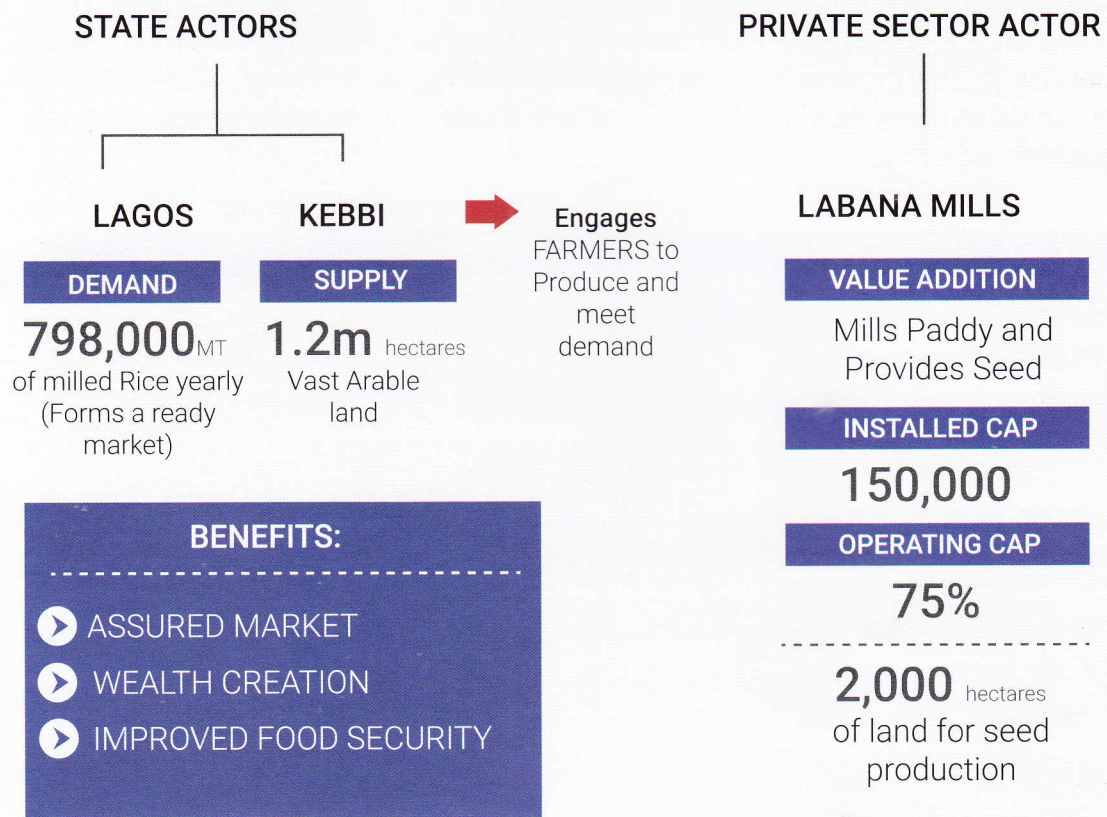 STATE ACTORS
LAGOS
DEMAND
798,000MT
of milled Rice yearly
(Forms a ready
market)
KEBBI
SUPPLY
1.2m hectares
Vast Arable
land
Engages
FARMERS to
Produce and
meet
demand
PRIVATE SECTOR ACTOR
LABANA MILLS
VALUE ADDITION
Mills Paddy and
Provides Seed
INSTALLED CAP
150,000
OPERATING CAP
75%
2,000 hectares
of land for seed
production
BENEFITS:
ASSURED MARKET
WEALTH CREATION
IMPROVED FOOD SECURITY